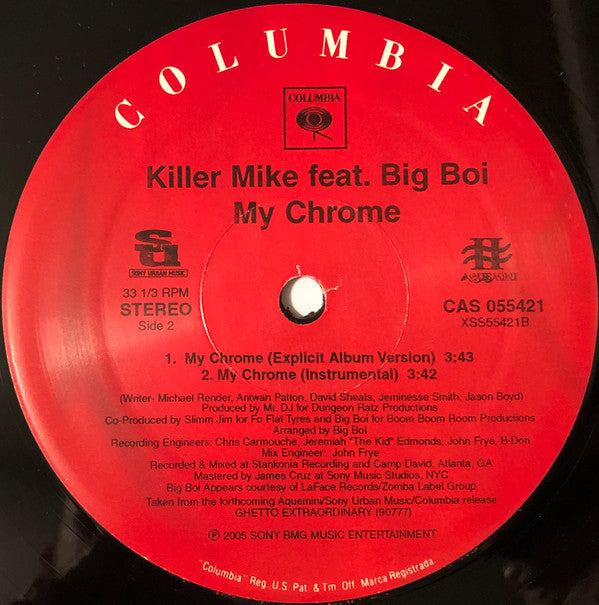 COLUMBIA
COLUMBIA
Killer Mike feat. Big Boi
My Chrome
SU
SONY URBAN MUSIC
AQUEMINI
33 1/3 RPM
STEREO
Side 2
CAS 055421
XSS55421B
1. My Chrome (Explicit Album Version) 3:43
2. My Chrome (Instrumental) 3:42
(Writer- Michael Render, Antwan Patton, David Sheats, Jeminesse Smith, Jason Boyd)
Produced by Mr. DJ for Dungeon Ratz Productions
Co-Produced by Slimm Jim for Fo Flat Tyres and Big Boi for Boom Boom Room Productions
Arranged by Big Boi
Recording Engineers: Chris Carmouche, Jeremiah "The Kid" Edmonds, John Frye, B-Don
Mix Engineer: John Frye
Recorded & Mixed at Stankonia Recording and Camp David, Atlanta, GA
Mastered by James Cruz at Sony Music Studios, NYC
Big Boi Appears courtesy of LaFace Records/Zomba Label Group
Taken from the forthcoming Aquemini/Sony Urban Music/Columbia release
GHETTO EXTRAORDINARY (90777)
℗ 2005 SONY BMG MUSIC ENTERTAINMENT
"Columbia" Reg. U.S. Pat. & Tm. Off. Marca Registrada.